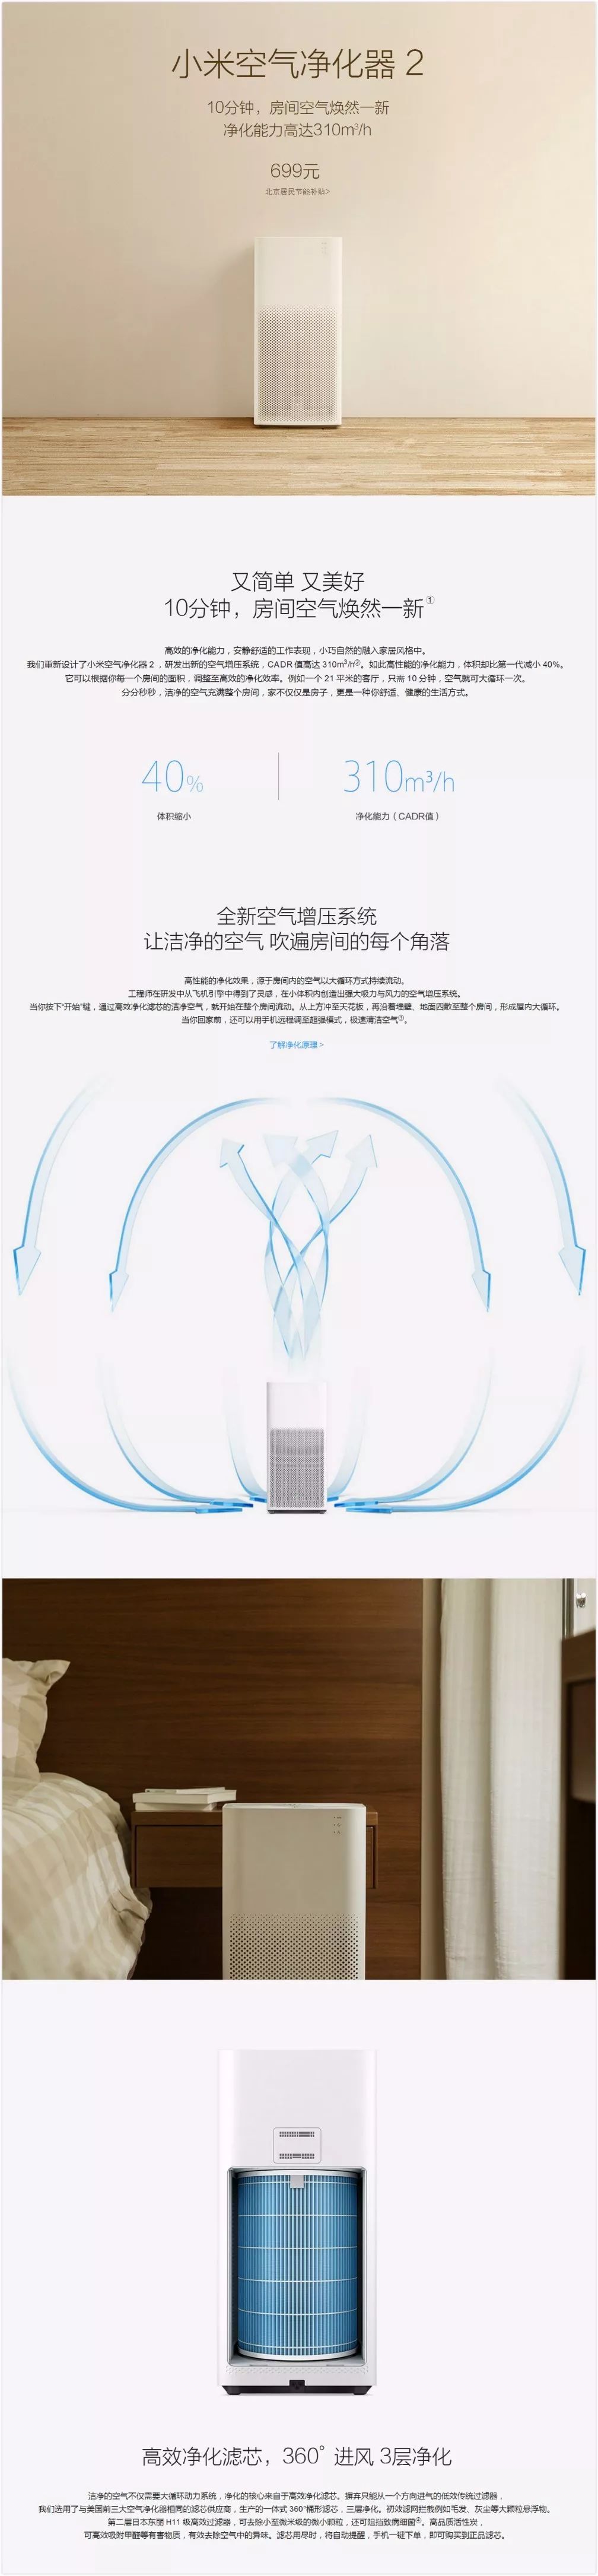 小米空气净化器 2
10分钟，房间空气焕然一新
净化能力高达310m³/h
699元
北京居民节能补贴>
又简单 又美好
10分钟，房间空气焕然一新①
高效的净化能力，安静舒适的工作表现，小巧自然的融入家居风格中。
我们重新设计了小米空气净化器 2 ，研发出新的空气增压系统，CADR 值高达 310m³/h②。如此高性能的净化能力，体积却比第一代减小 40%。
它可以根据你每一个房间的面积，调整至高效的净化效率。例如一个 21 平米的客厅，只需 10 分钟，空气就可大循环一次。
分分秒秒，洁净的空气充满整个房间，家不仅仅是房子，更是一种你舒适、健康的生活方式。
40%
310m³/h
体积缩小
净化能力（CADR值）
全新空气增压系统
让洁净的空气 吹遍房间的每个角落
高性能的净化效果，源于房间内的空气以大循环方式持续流动。
工程师在研发中从飞机引擎中得到了灵感，在小体积内创造出强大吸力与风力的空气增压系统。
当你按下“开始”键，通过高效净化滤芯的洁净空气，就开始在整个房间流动。从上方冲至天花板，再沿着墙壁、地面四散至整个房间，形成屋内大循环。
当你回家前，还可以用手机远程调至超强模式，极速清洁空气③。
了解净化原理 >
高效净化滤芯，360° 进风 3层净化
洁净的空气不仅需要大循环动力系统，净化的核心来自于高效净化滤芯。摒弃只能从一个方向进气的低效传统过滤器，
我们选用了与美国前三大空气净化器相同的滤芯供应商，生产的一体式 360°桶形滤芯，三层净化。初效滤网拦截例如毛发、灰尘等大颗粒悬浮物。
第二层日本东丽 H11 级高效过滤器，可去除小至微米级的微小颗粒，还可阻挡致病细菌④。高品质活性炭，
可高效吸附甲醛等有害物质，有效去除空气中的异味。滤芯用尽时，将自动提醒，手机一键下单，即可购买到正品滤芯。